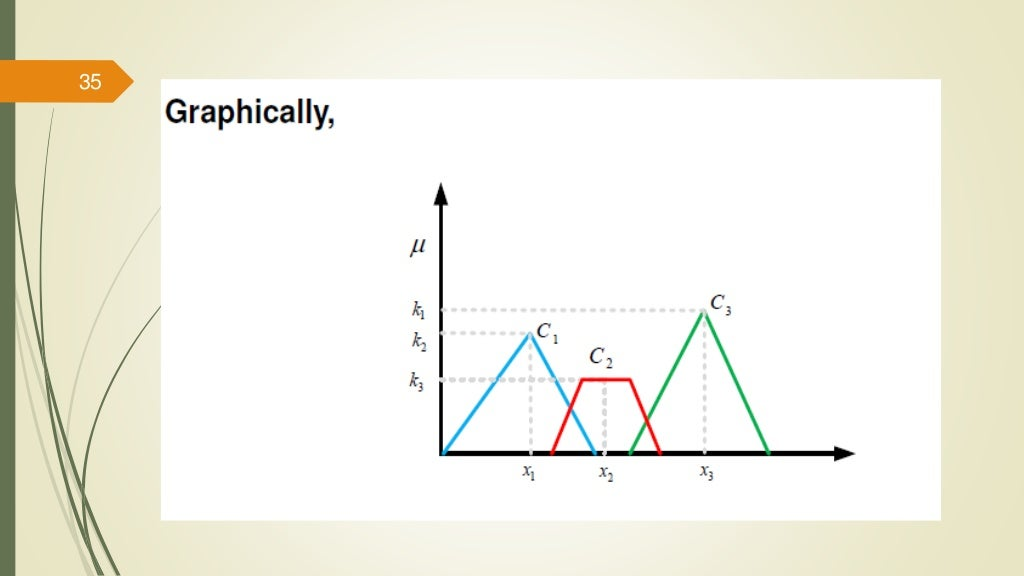 35
Graphically,
μ
k₁
C₃
k₂
C₁
C₂
k₃
x₁
x₂
x₃